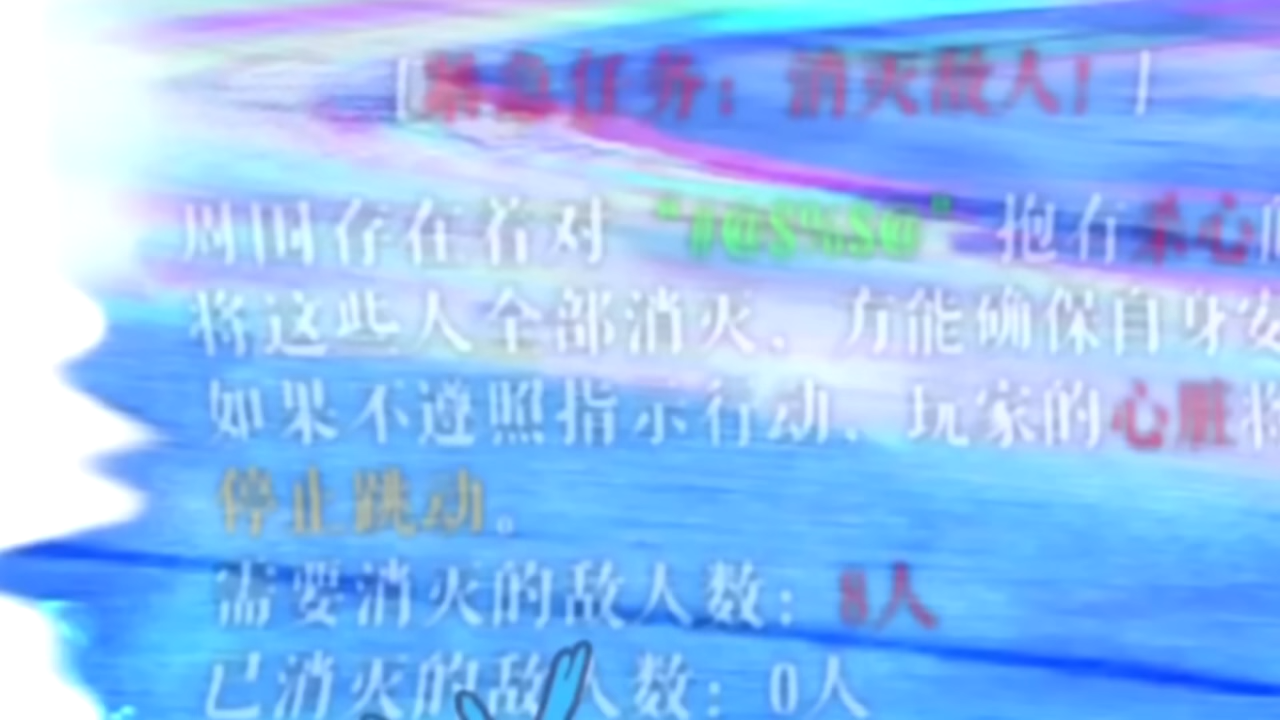 [紧急任务：消灭敌人！]
周围存在着对“#@$%$@”抱有杀心
将这些人全部消灭，方能确保自身安
如果不遵照指示行动，玩家的心脏将
停止跳动。
需要消灭的敌人数：8人
已消灭的敌人数：0人